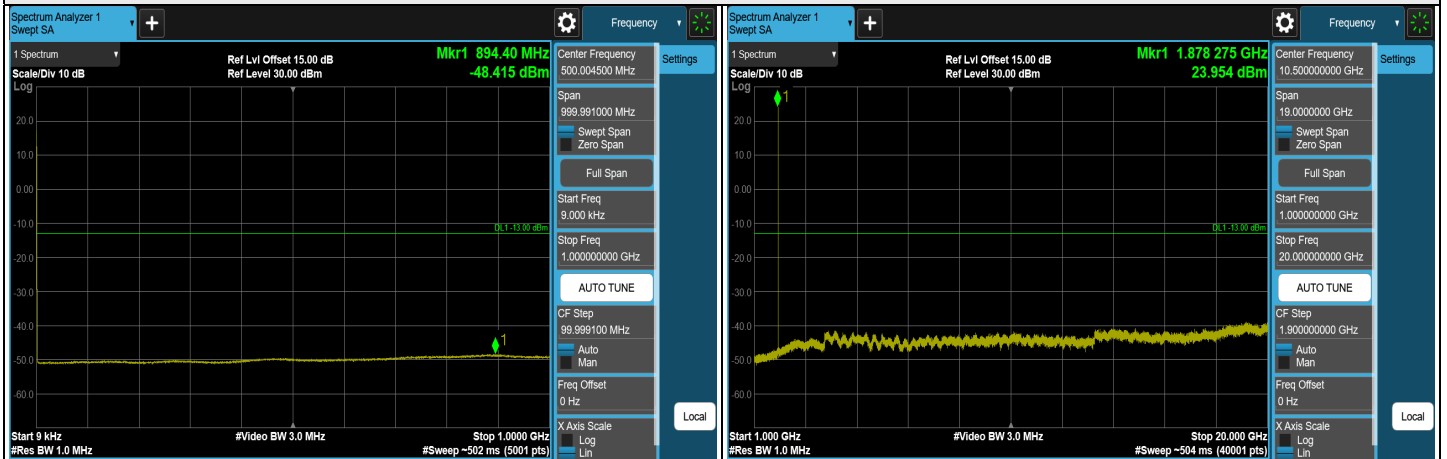 Spectrum Analyzer 1
Swept SA
+
Frequency
1 Spectrum
Scale/Div 10 dB
Log
Ref Lvl Offset 15.00 dB
Ref Level 30.00 dBm
Mkr1 894.40 MHz
-48.415 dBm
1
20.0
10.0
0.00
-10.0
-20.0
-30.0
-40.0
-50.0
-60.0
DL1 -13.00 dBm
Start 9 kHz
#Res BW 1.0 MHz
#Video BW 3.0 MHz
Stop 1.0000 GHz
#Sweep ~502 ms (5001 pts)
Center Frequency
500.004500 MHz
Span
999.991000 MHz
Swept Span
Zero Span
Full Span
Start Freq
9.000 kHz
Stop Freq
1.000000000 GHz
AUTO TUNE
CF Step
99.999100 MHz
Auto
Man
Freq Offset
0 Hz
X Axis Scale
Log
Lin
Settings
Local
Spectrum Analyzer 1
Swept SA
+
Frequency
1 Spectrum
Scale/Div 10 dB
Log
Ref Lvl Offset 15.00 dB
Ref Level 30.00 dBm
Mkr1 1.878 275 GHz
23.954 dBm
1
20.0
10.0
0.00
-10.0
-20.0
-30.0
-40.0
-50.0
-60.0
DL1 -13.00 dBm
Start 1.000 GHz
#Res BW 1.0 MHz
#Video BW 3.0 MHz
Stop 20.000 GHz
#Sweep ~504 ms (40001 pts)
Center Frequency
10.500000000 GHz
Span
19.0000000 GHz
Swept Span
Zero Span
Full Span
Start Freq
1.000000000 GHz
Stop Freq
20.000000000 GHz
AUTO TUNE
CF Step
1.900000000 GHz
Auto
Man
Freq Offset
0 Hz
X Axis Scale
Log
Lin
Settings
Local